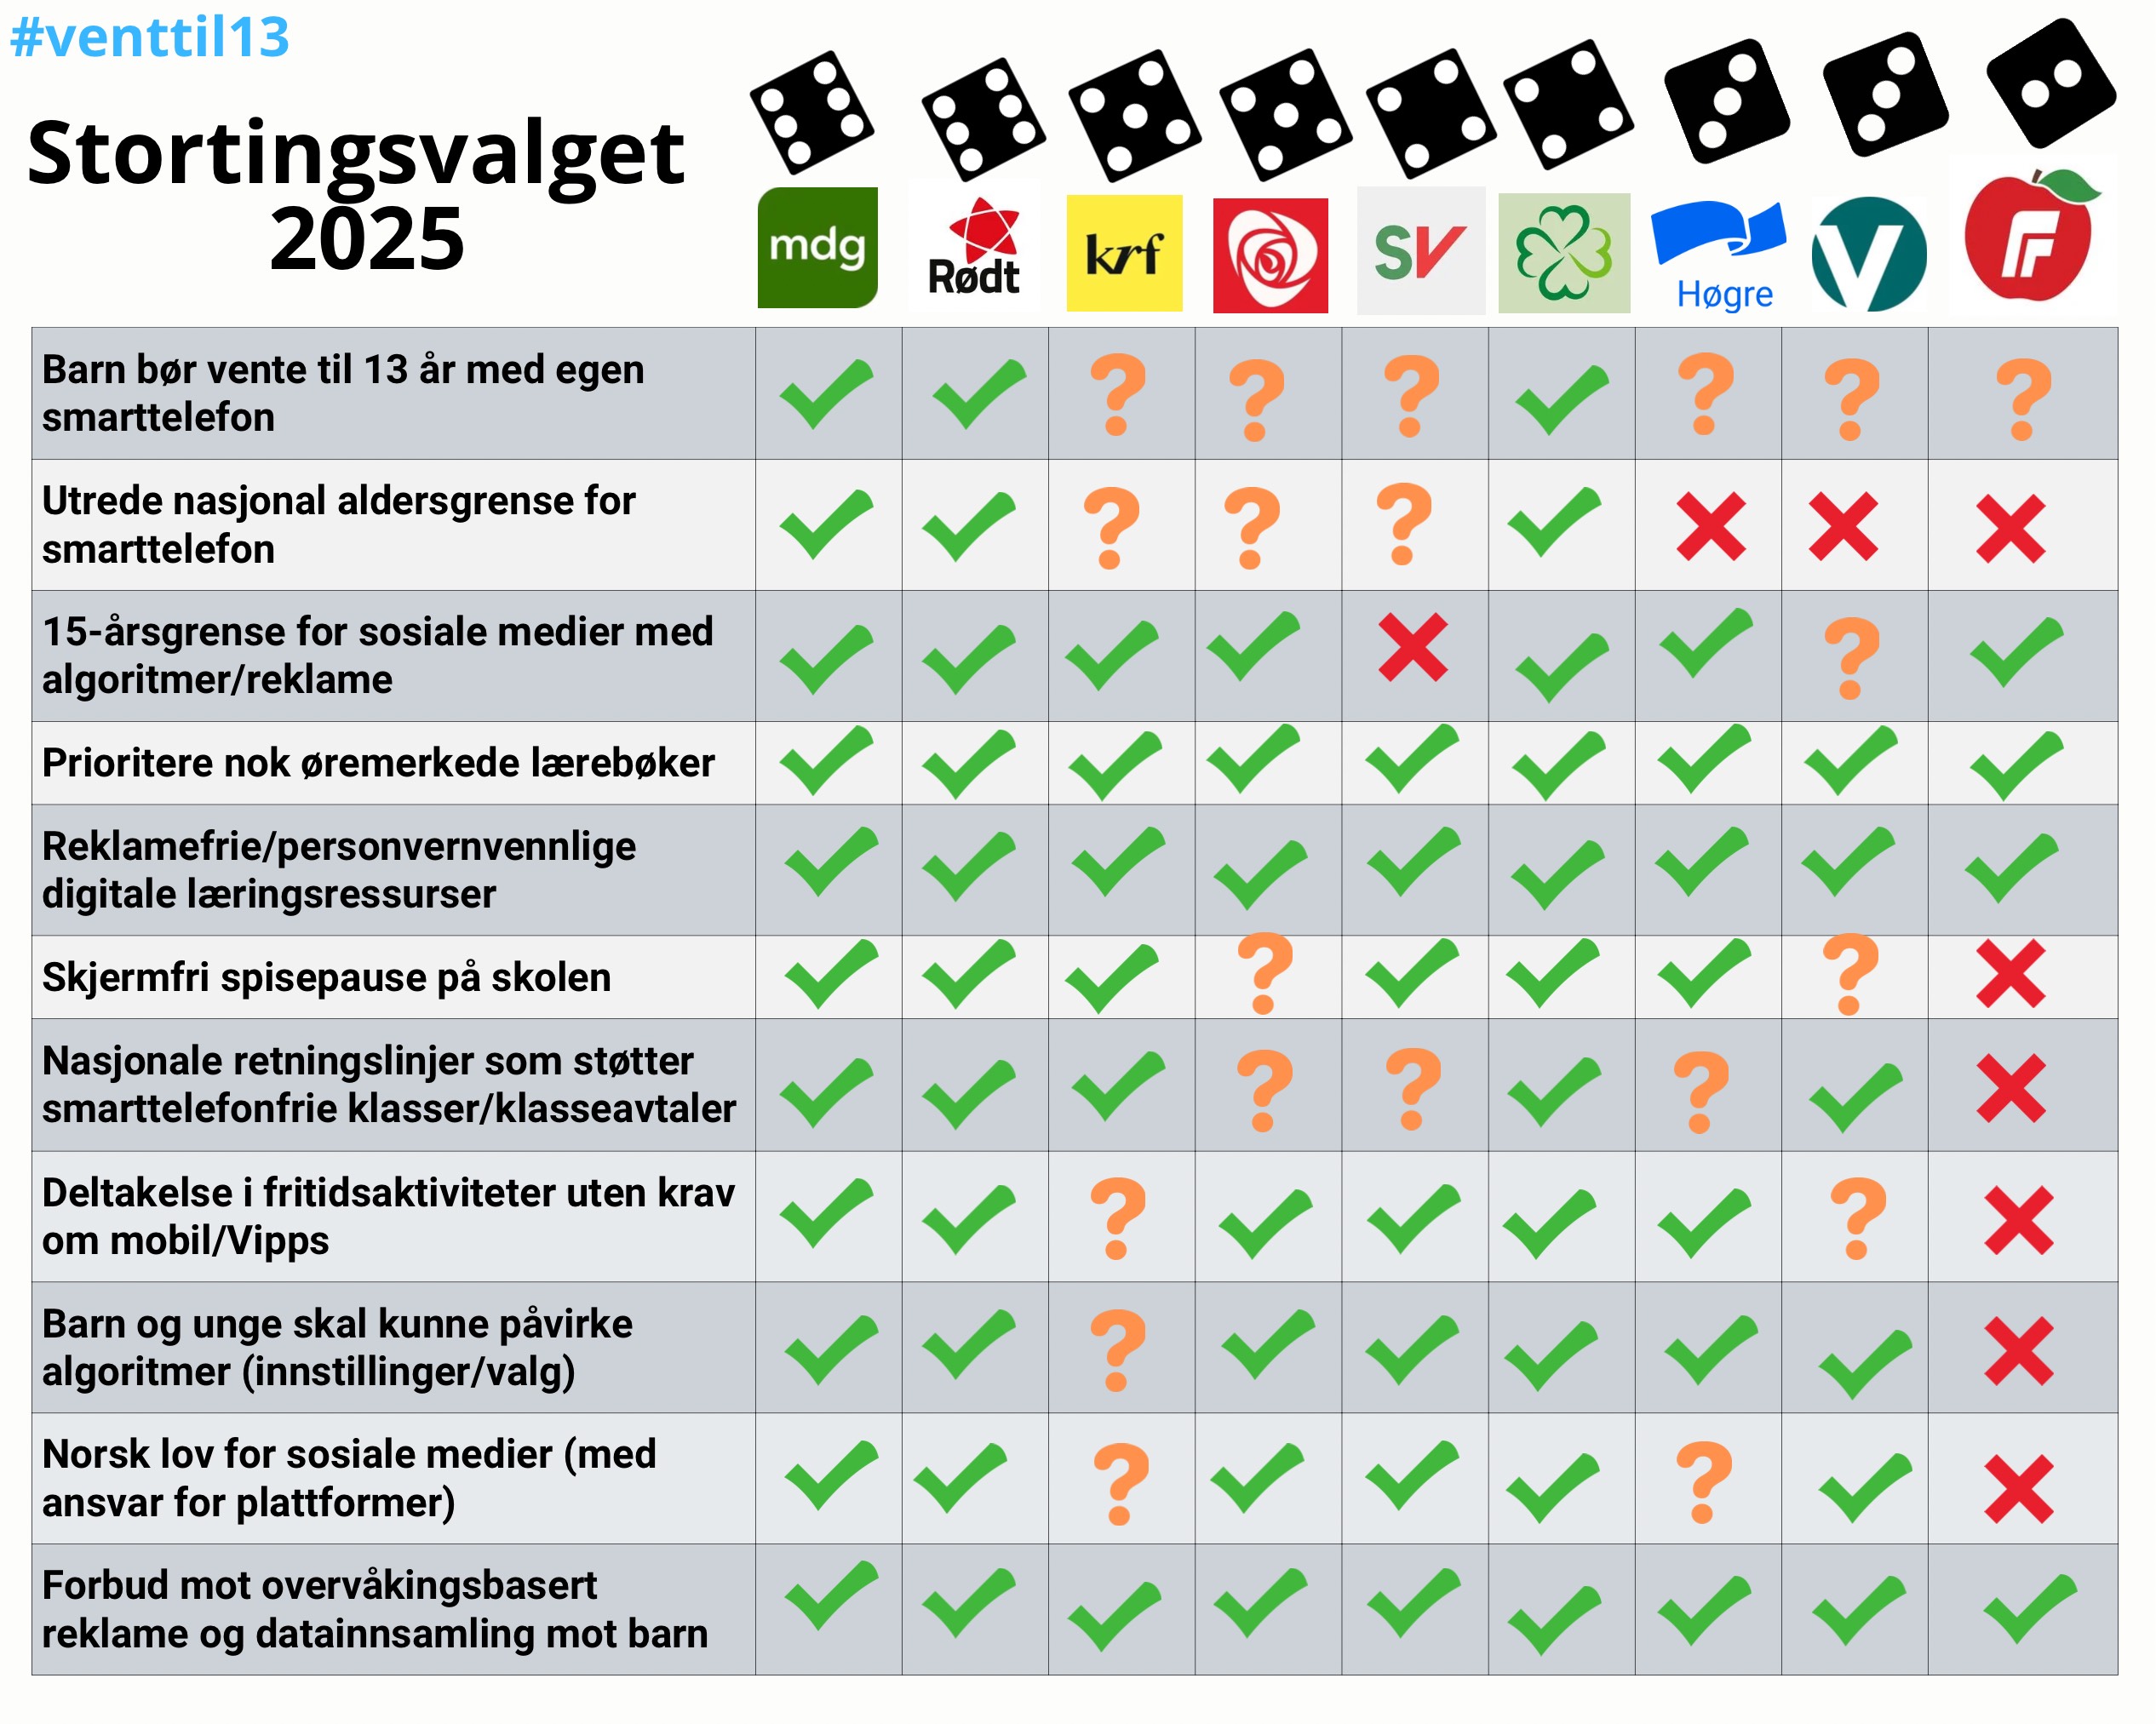 #venttil13
Stortingsvalget
2025
mdg
Rødt
krf
SV
Høgre
V
F
Barn bør vente til 13 år med egen
smarttelefon
Utrede nasjonal aldersgrense for
smarttelefon
15-årsgrense for sosiale medier med
algoritmer/reklame
Prioritere nok øremerkede lærebøker
Reklamefrie/personvernvennlige
digitale læringsressurser
Skjermfri spisepause på skolen
Nasjonale retningslinjer som støtter
smarttelefonfrie klasser/klasseavtaler
Deltakelse i fritidsaktiviteter uten krav
om mobil/Vipps
Barn og unge skal kunne påvirke
algoritmer (innstillinger/valg)
Norsk lov for sosiale medier (med
ansvar for plattformer)
Forbud mot overvåkingsbasert
reklame og datainnsamling mot barn